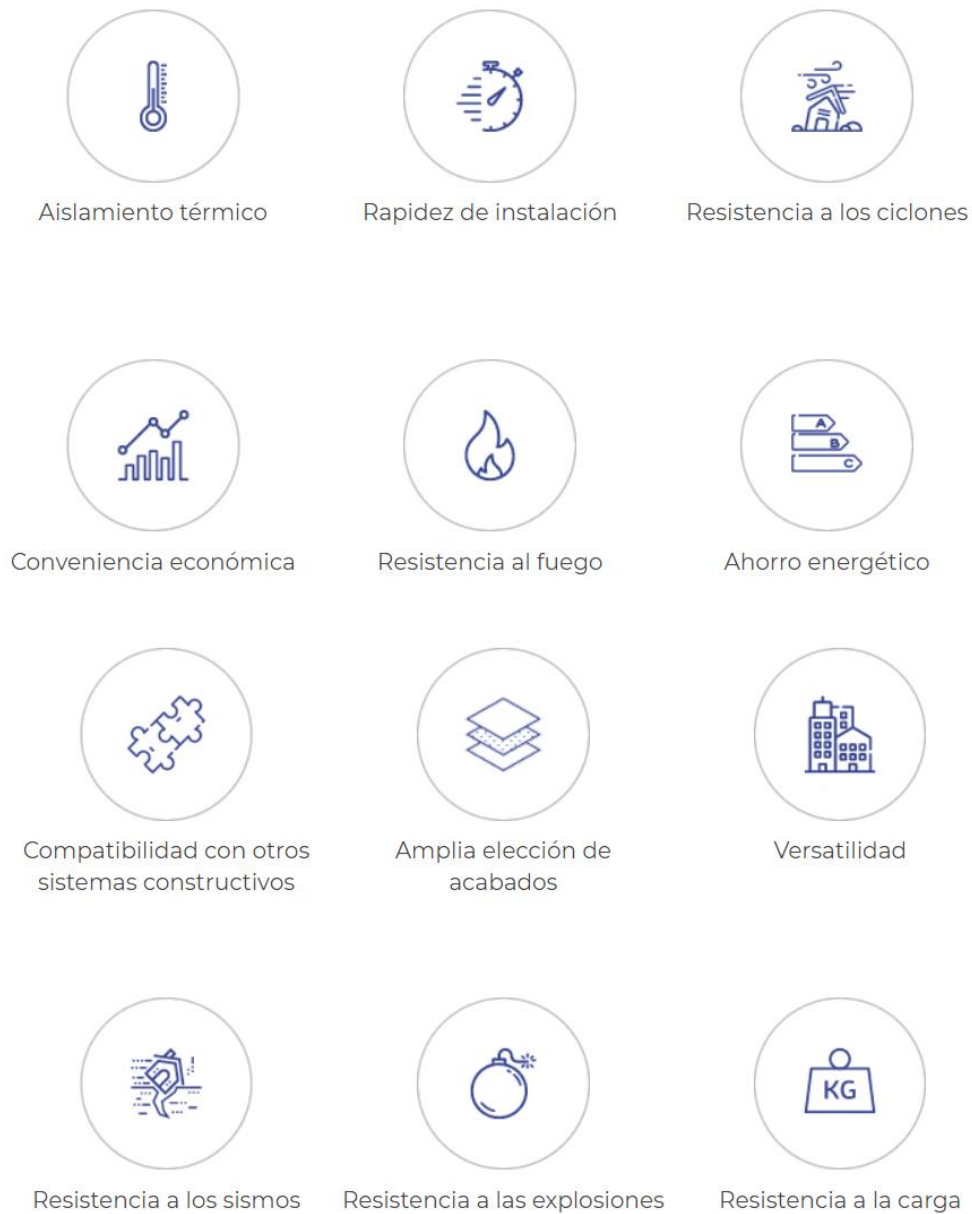 Aislamiento térmico
Rapidez de instalación
Resistencia a los ciclones
A
B
C
Conveniencia económica
Resistencia al fuego
Ahorro energético
Compatibilidad con otros
sistemas constructivos
Amplia elección de
acabados
Versatilidad
KG
Resistencia a los sismos
Resistencia a las explosiones
Resistencia a la carga